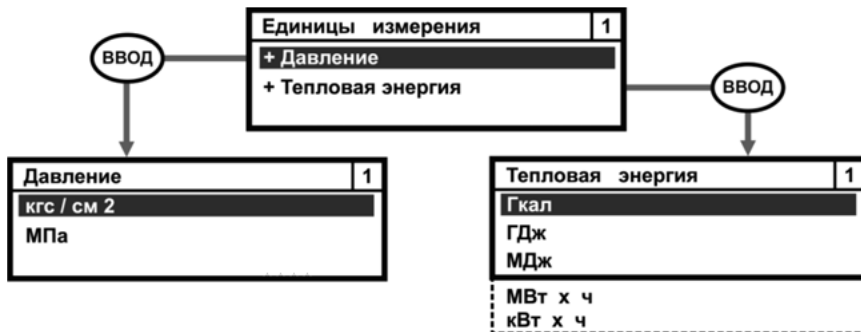 Единицы измерения 1
+ Давление
+ Тепловая энергия
ВВОД
ВВОД
Давление 1
кгс / см 2
МПа
Тепловая энергия 1
Гкал
ГДж
МДж
МВт х ч
кВт х ч